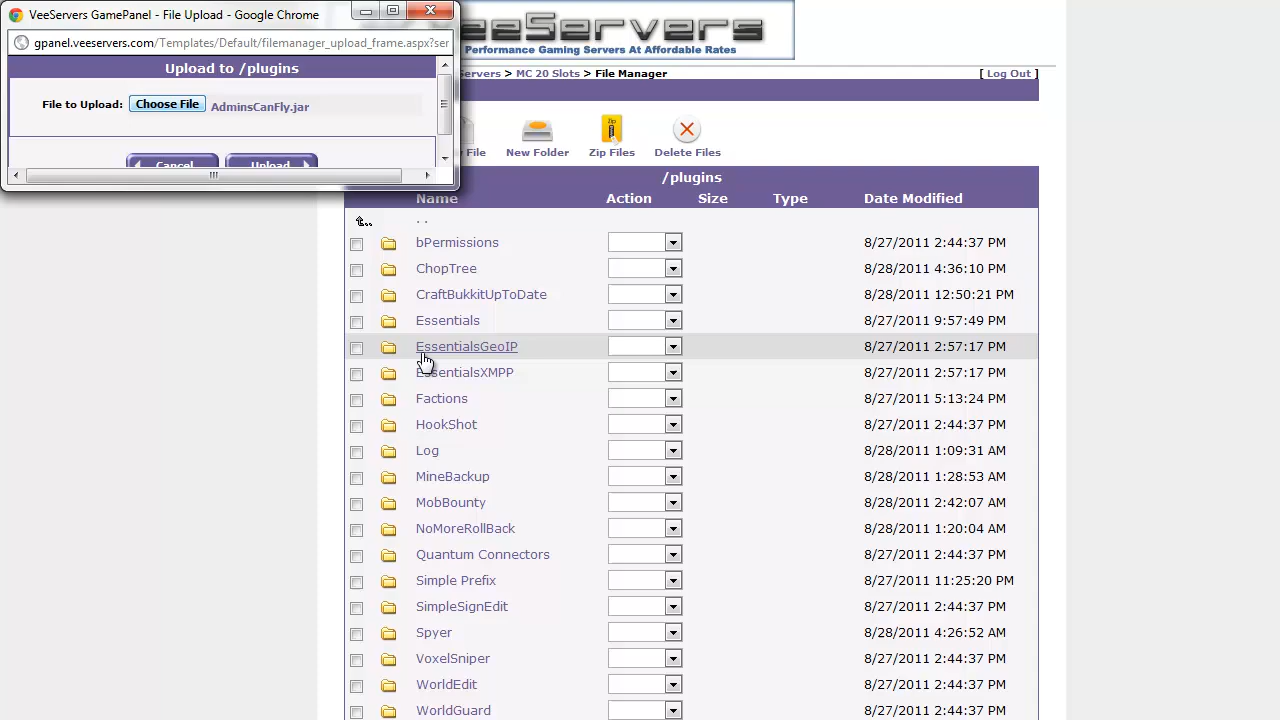 VeeServers GamePanel - File Upload - Google Chrome
gpanel.veeservers.com/Templates/Default/filemanager_upload_frame.aspx?ser
Upload to /plugins
File to Upload: Choose File AdminsCanFly.jar
Cancel Upload
VeeServers
Performance Gaming Servers At Affordable Rates
Servers > MC 20 Slots > File Manager [ Log Out ]
File New Folder Zip Files Delete Files
/plugins
Name Action Size Type Date Modified
..
bPermissions 8/27/2011 2:44:37 PM
ChopTree 8/28/2011 4:36:10 PM
CraftBukkitUpToDate 8/28/2011 12:50:21 PM
Essentials 8/27/2011 9:57:49 PM
EssentialsGeoIP 8/27/2011 2:57:17 PM
EssentialsXMPP 8/27/2011 2:57:17 PM
Factions 8/27/2011 5:13:24 PM
HookShot 8/27/2011 2:44:37 PM
Log 8/28/2011 1:09:31 AM
MineBackup 8/28/2011 1:28:53 AM
MobBounty 8/28/2011 2:42:07 AM
NoMoreRollBack 8/28/2011 1:20:04 AM
Quantum Connectors 8/27/2011 2:44:37 PM
Simple Prefix 8/27/2011 11:25:20 PM
SimpleSignEdit 8/27/2011 2:44:37 PM
Spyer 8/28/2011 4:26:52 AM
VoxelSniper 8/27/2011 2:44:37 PM
WorldEdit 8/27/2011 2:44:37 PM
WorldGuard 8/27/2011 2:44:37 PM